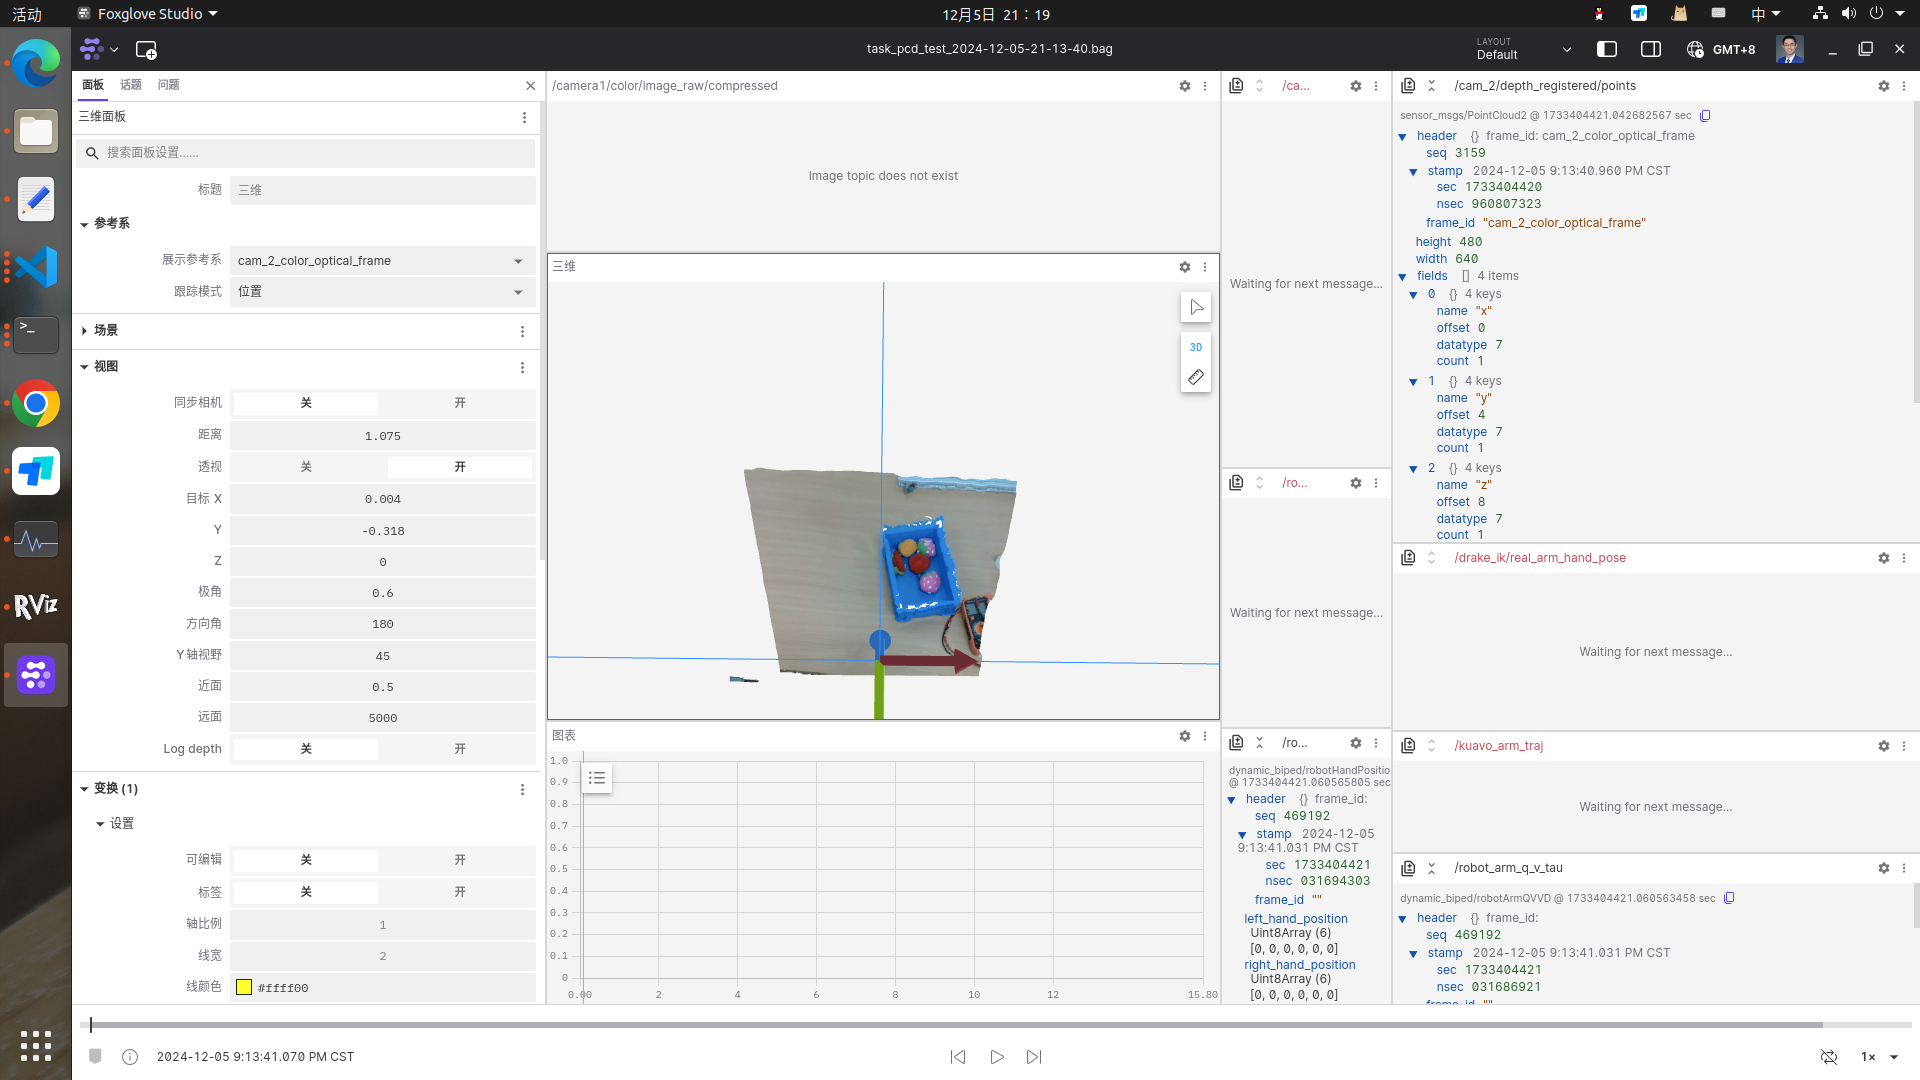 活动
Foxglove Studio
12月5日 21：19
中
task_pcd_test_2024-12-05-21-13-40.bag
LAYOUT
Default
GMT+8
面板
话题
问题
三维面板
搜索面板设置......
标题
三维
参考系
展示参考系
cam_2_color_optical_frame
跟踪模式
位置
场景
视图
同步相机
关
开
距离
1.075
透视
关
开
目标 X
0.004
Y
-0.318
Z
0
极角
0.6
方向角
180
Y 轴视野
45
近面
0.5
远面
5000
Log depth
关
开
变换 (1)
设置
可编辑
关
开
标签
关
开
轴比例
1
线宽
2
线颜色
#ffff00
RViz
/camera1/color/image_raw/compressed
Image topic does not exist
三维
3D
图表
1.0
0.9
0.8
0.7
0.6
0.5
0.4
0.3
0.2
0.1
0
0.00
2
4
6
8
10
12
15.80
/ca...
Waiting for next message...
/ro...
Waiting for next message...
/ro...
dynamic_biped/robotHandPositio
@ 1733404421.060565805 sec
header {} frame_id:
seq 469192
stamp 2024-12-05
9:13:41.031 PM CST
sec 1733404421
nsec 031694303
frame_id ""
left_hand_position
Uint8Array (6)
[0, 0, 0, 0, 0, 0]
right_hand_position
Uint8Array (6)
[0, 0, 0, 0, 0, 0]
/cam_2/depth_registered/points
sensor_msgs/PointCloud2 @ 1733404421.042682567 sec
header {} frame_id: cam_2_color_optical_frame
seq 3159
stamp 2024-12-05 9:13:40.960 PM CST
sec 1733404420
nsec 960807323
frame_id "cam_2_color_optical_frame"
height 480
width 640
fields [] 4 items
0 {} 4 keys
name "x"
offset 0
datatype 7
count 1
1 {} 4 keys
name "y"
offset 4
datatype 7
count 1
2 {} 4 keys
name "z"
offset 8
datatype 7
count 1
/drake_ik/real_arm_hand_pose
Waiting for next message...
/kuavo_arm_traj
Waiting for next message...
/robot_arm_q_v_tau
dynamic_biped/robotArmQVVD @ 1733404421.060563458 sec
header {} frame_id:
seq 469192
stamp 2024-12-05 9:13:41.031 PM CST
sec 1733404421
nsec 031686921
frame_id ""
2024-12-05 9:13:41.070 PM CST
1×